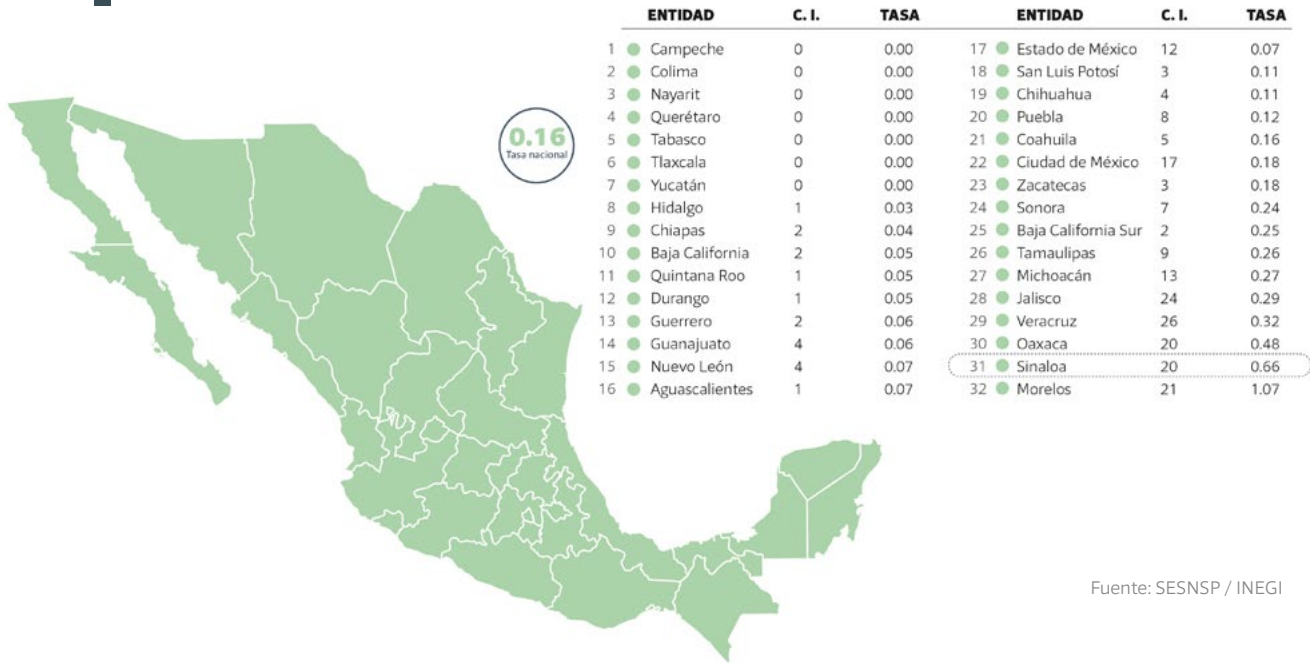 ENTIDAD C. I. TASA
1 Campeche 0 0.00
2 Colima 0 0.00
3 Nayarit 0 0.00
4 Querétaro 0 0.00
5 Tabasco 0 0.00
6 Tlaxcala 0 0.00
7 Yucatán 0 0.00
8 Hidalgo 1 0.03
9 Chiapas 2 0.04
10 Baja California 2 0.05
11 Quintana Roo 1 0.05
12 Durango 1 0.05
13 Guerrero 2 0.06
14 Guanajuato 4 0.06
15 Nuevo León 4 0.07
16 Aguascalientes 1 0.07
ENTIDAD C. I. TASA
17 Estado de México 12 0.07
18 San Luis Potosí 3 0.11
19 Chihuahua 4 0.11
20 Puebla 8 0.12
21 Coahuila 5 0.16
22 Ciudad de México 17 0.18
23 Zacatecas 3 0.18
24 Sonora 7 0.24
25 Baja California Sur 2 0.25
26 Tamaulipas 9 0.26
27 Michoacán 13 0.27
28 Jalisco 24 0.29
29 Veracruz 26 0.32
30 Oaxaca 20 0.48
31 Sinaloa 20 0.66
32 Morelos 21 1.07
0.16
Tasa nacional
Fuente: SESNSP / INEGI